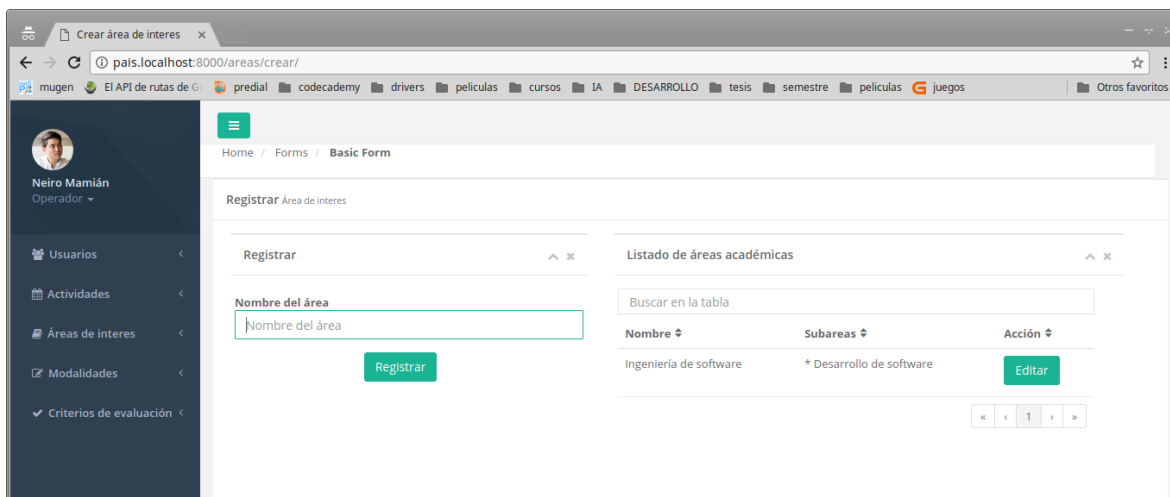 Crear área de interes
pais.localhost:8000/areas/crear/
mugen El API de rutas de G predial codecademy drivers peliculas cursos IA DESARROLLO tesis semestre peliculas juegos Otros favoritos
Home / Forms / Basic Form
Neiro Mamián
Operador
Registrar Área de interes
Usuarios
Actividades
Áreas de interes
Modalidades
Criterios de evaluación
Registrar
Nombre del área
Nombre del área
Registrar
Listado de áreas académicas
Buscar en la tabla
Nombre Subareas Acción
Ingeniería de software * Desarrollo de software Editar
« ‹ 1 › »